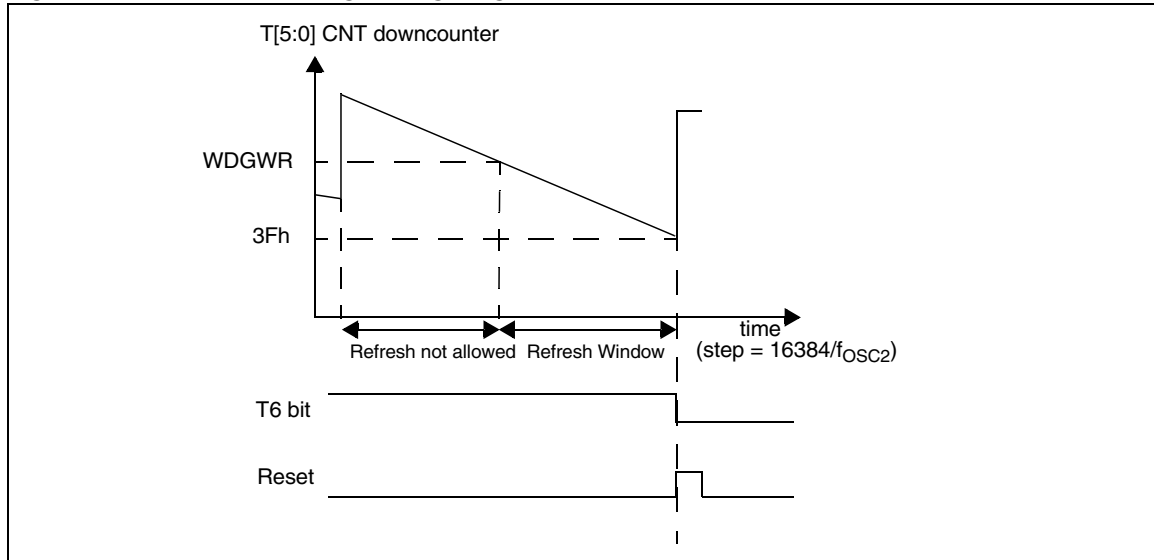 T[5:0] CNT downcounter
WDGWR
3Fh
time
(step = 16384/fOSC2)
Refresh not allowed
Refresh Window
T6 bit
Reset